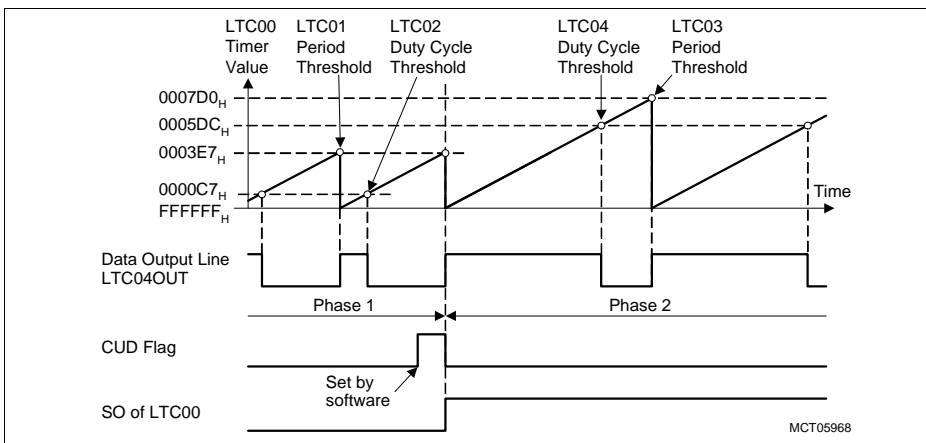 LTC00 Timer Value
LTC01 Period Threshold
LTC02 Duty Cycle Threshold
LTC04 Duty Cycle Threshold
LTC03 Period Threshold
0007D0H
0005DCH
0003E7H
0000C7H
FFFFFFH
Time
Data Output Line
LTC04OUT
Phase 1
Phase 2
CUD Flag
Set by
software
SO of LTC00
MCT05968